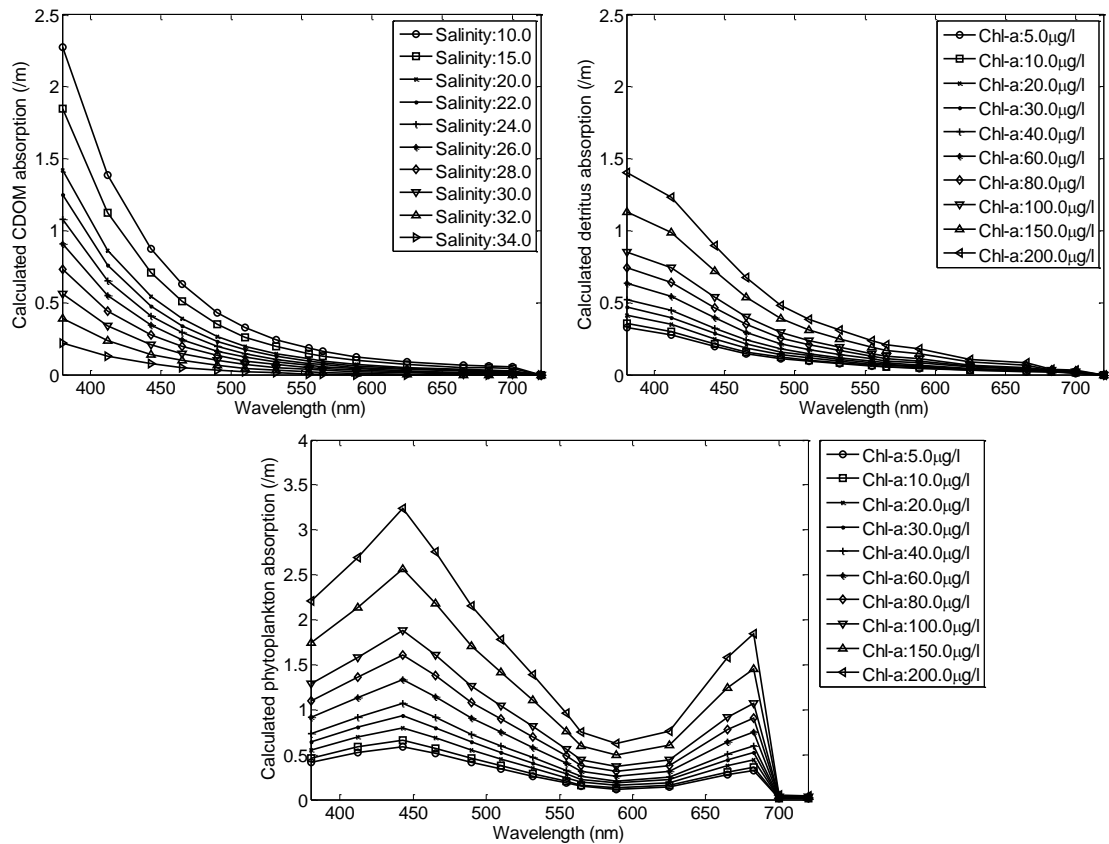 Calculated CDOM absorption (/m)
2.5
2
1.5
1
0.5
0
400 450 500 550 600 650 700
Wavelength (nm)
Salinity:10.0
Salinity:15.0
Salinity:20.0
Salinity:22.0
Salinity:24.0
Salinity:26.0
Salinity:28.0
Salinity:30.0
Salinity:32.0
Salinity:34.0
Calculated detritus absorption (/m)
2.5
2
1.5
1
0.5
0
400 450 500 550 600 650 700
Wavelength (nm)
Chl-a:5.0μg/l
Chl-a:10.0μg/l
Chl-a:20.0μg/l
Chl-a:30.0μg/l
Chl-a:40.0μg/l
Chl-a:60.0μg/l
Chl-a:80.0μg/l
Chl-a:100.0μg/l
Chl-a:150.0μg/l
Chl-a:200.0μg/l
Calculated phytoplankton absorption (/m)
4
3.5
3
2.5
2
1.5
1
0.5
0
400 450 500 550 600 650 700
Wavelength (nm)
Chl-a:5.0μg/l
Chl-a:10.0μg/l
Chl-a:20.0μg/l
Chl-a:30.0μg/l
Chl-a:40.0μg/l
Chl-a:60.0μg/l
Chl-a:80.0μg/l
Chl-a:100.0μg/l
Chl-a:150.0μg/l
Chl-a:200.0μg/l